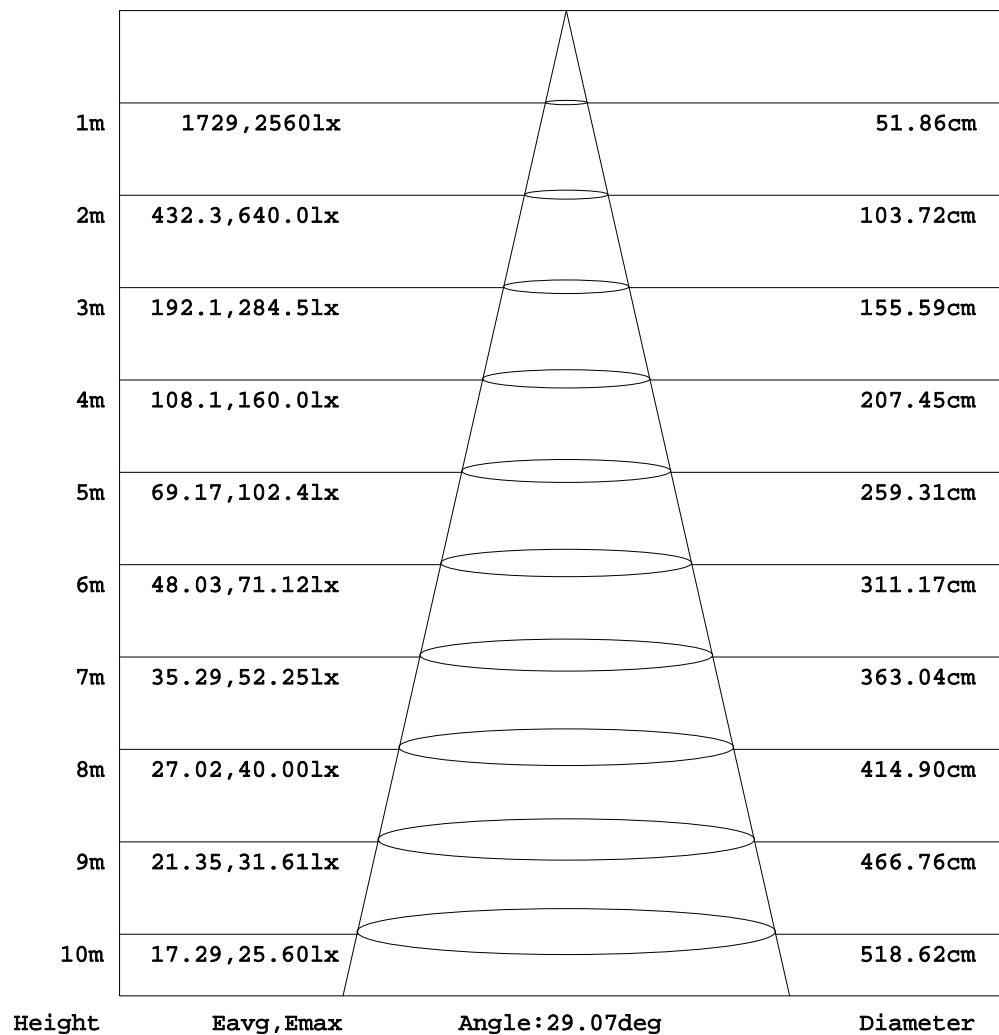 1m 1729,2560lx 51.86cm
2m 432.3,640.0lx 103.72cm
3m 192.1,284.5lx 155.59cm
4m 108.1,160.0lx 207.45cm
5m 69.17,102.4lx 259.31cm
6m 48.03,71.12lx 311.17cm
7m 35.29,52.25lx 363.04cm
8m 27.02,40.00lx 414.90cm
9m 21.35,31.61lx 466.76cm
10m 17.29,25.60lx 518.62cm
Height Eavg,Emax Angle:29.07deg Diameter